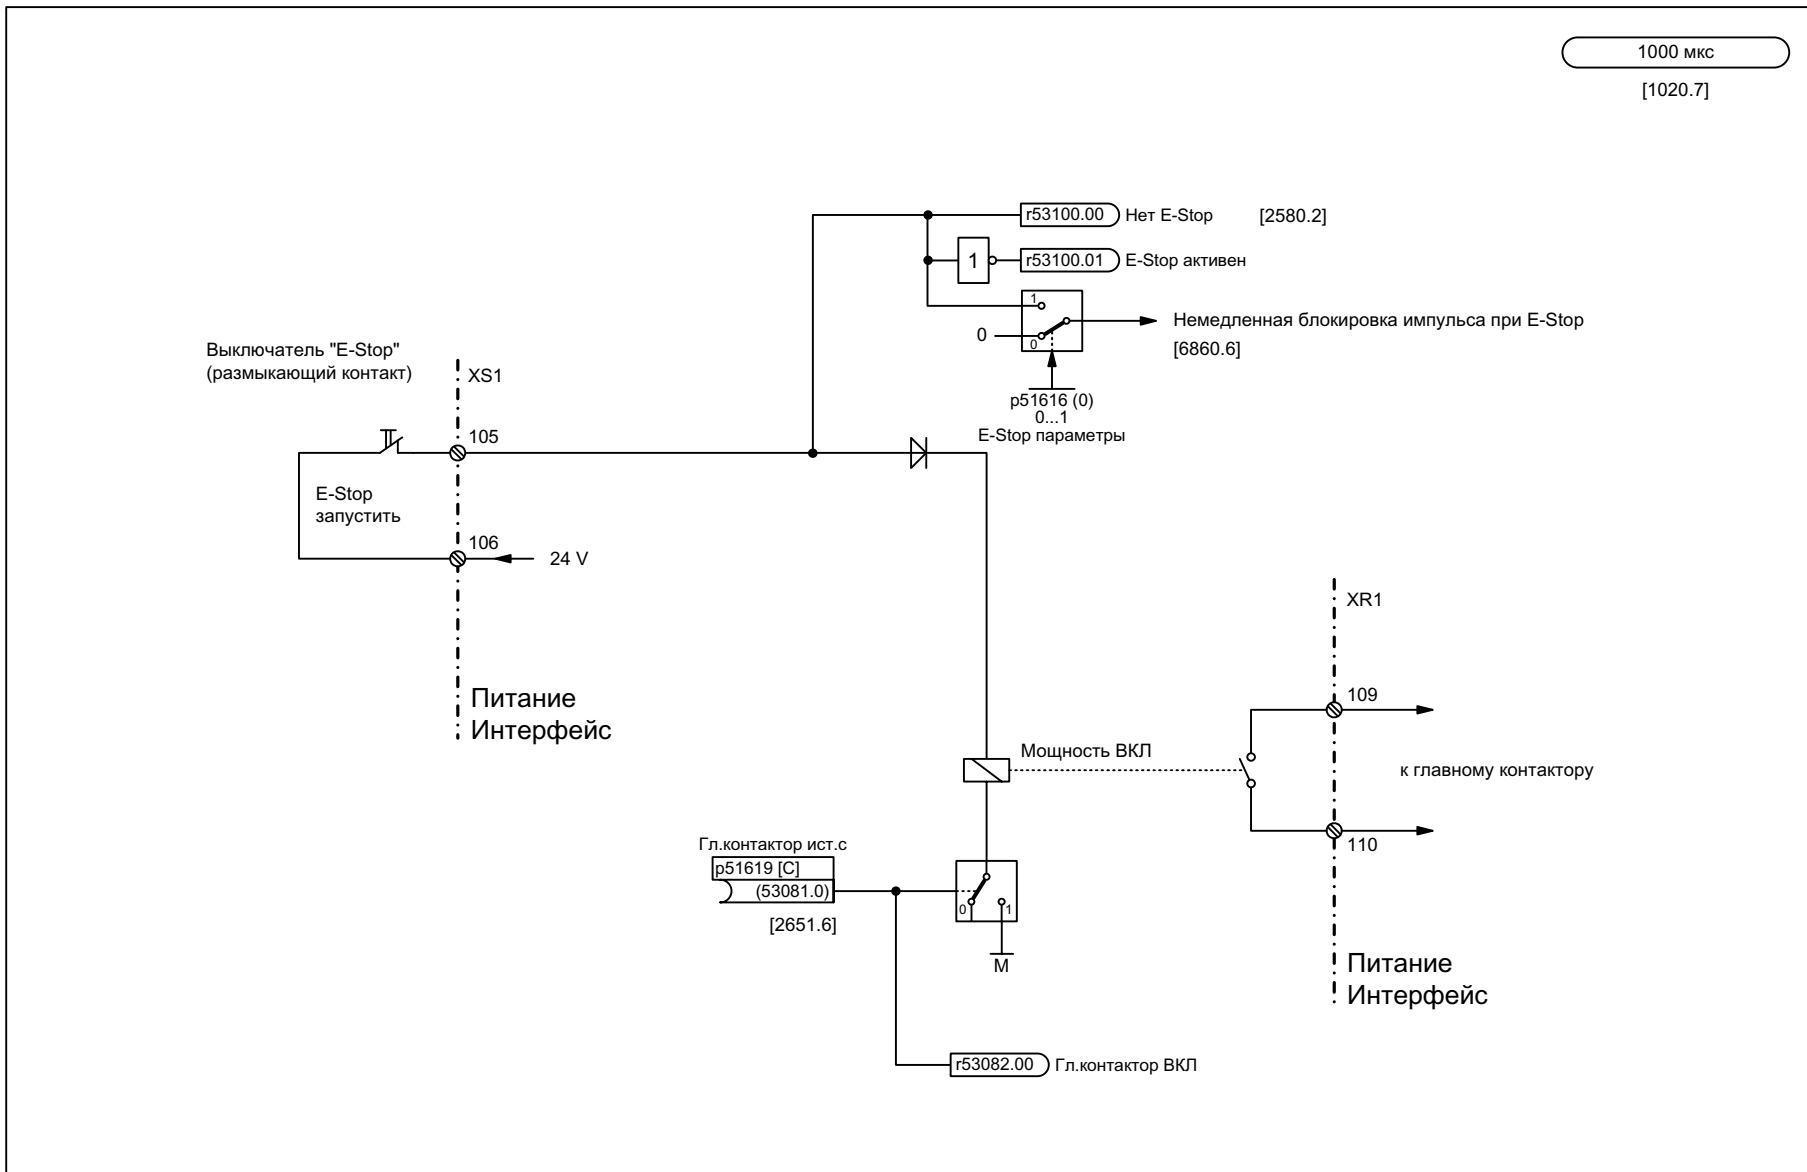 1000 мкс
[1020.7]
r53100.00 Нет E-Stop [2580.2]
1
r53100.01 E-Stop активен
1
0
0
Немедленная блокировка импульса при E-Stop
[6860.6]
p51616 (0)
0...1
E-Stop параметры
Выключатель "E-Stop"
(размыкающий контакт)
XS1
105
E-Stop
запустить
106
24 V
Питание
Интерфейс
XR1
109
Мощность ВКЛ
к главному контактору
110
Гл.контактор ист.с
p51619 [C]
(53081.0)
[2651.6]
0
1
M
Питание
Интерфейс
r53082.00 Гл.контактор ВКЛ